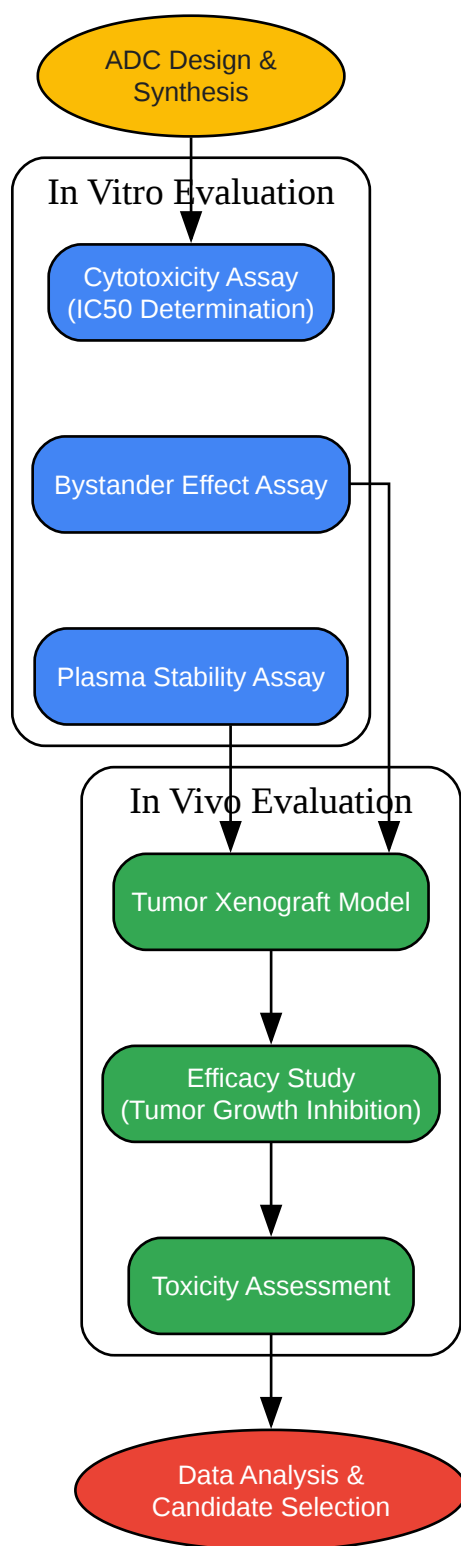 ADC Design &
Synthesis
In Vitro Evaluation
Cytotoxicity Assay
(IC50 Determination)
Bystander Effect Assay
Plasma Stability Assay
In Vivo Evaluation
Tumor Xenograft Model
Efficacy Study
(Tumor Growth Inhibition)
Toxicity Assessment
Data Analysis &
Candidate Selection